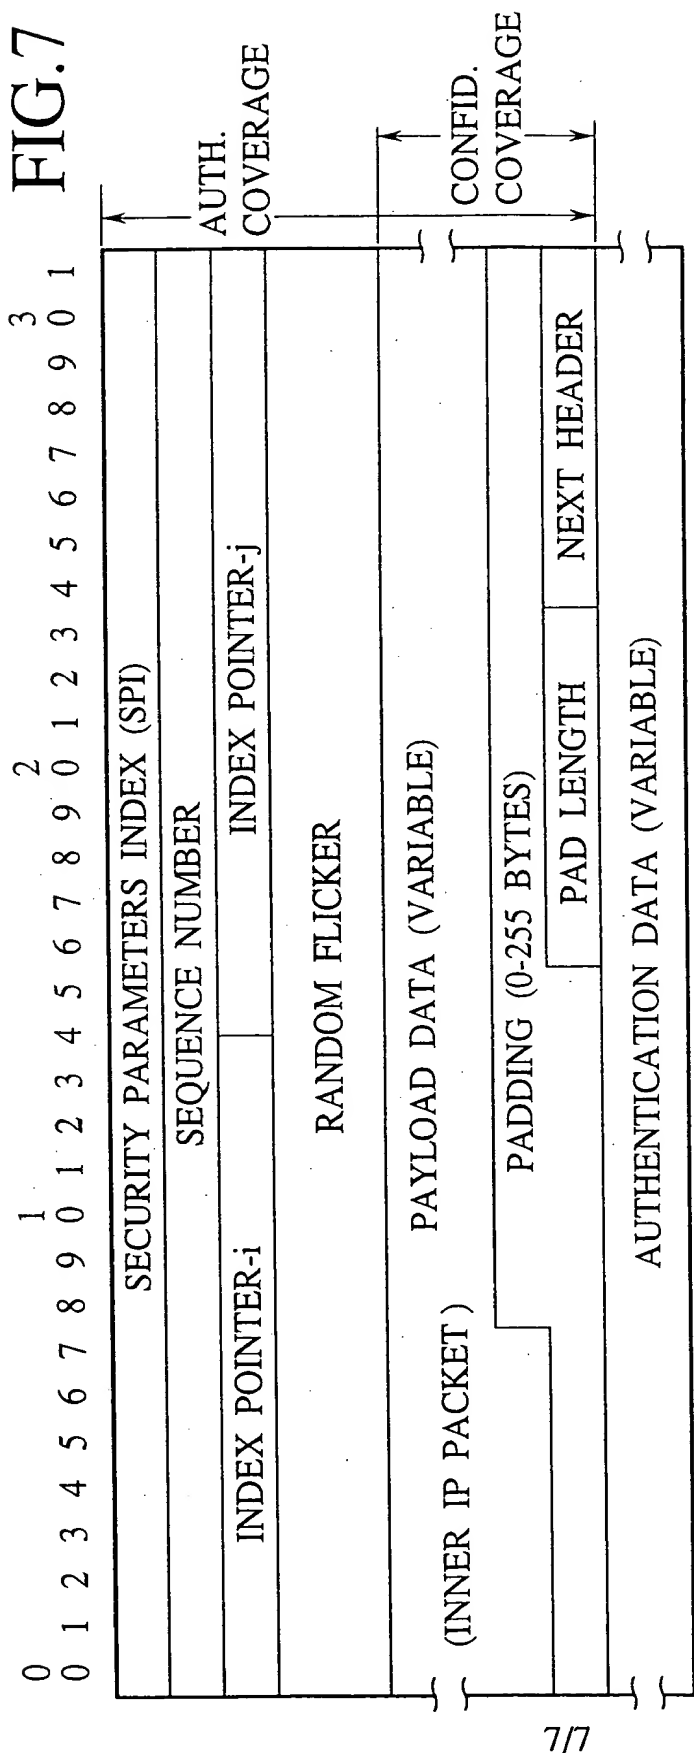 FIG.7
0 1 2 3
0 1 2 3 4 5 6 7 8 9 0 1 2 3 4 5 6 7 8 9 0 1 2 3 4 5 6 7 8 9 0 1
SECURITY PARAMETERS INDEX (SPI)
SEQUENCE NUMBER
INDEX POINTER-i
INDEX POINTER-j
RANDOM FLICKER
PAYLOAD DATA (VARIABLE)
(INNER IP PACKET)
PADDING (0-255 BYTES)
PAD LENGTH
NEXT HEADER
AUTHENTICATION DATA (VARIABLE)
AUTH.
COVERAGE
CONFID.
COVERAGE
7/7